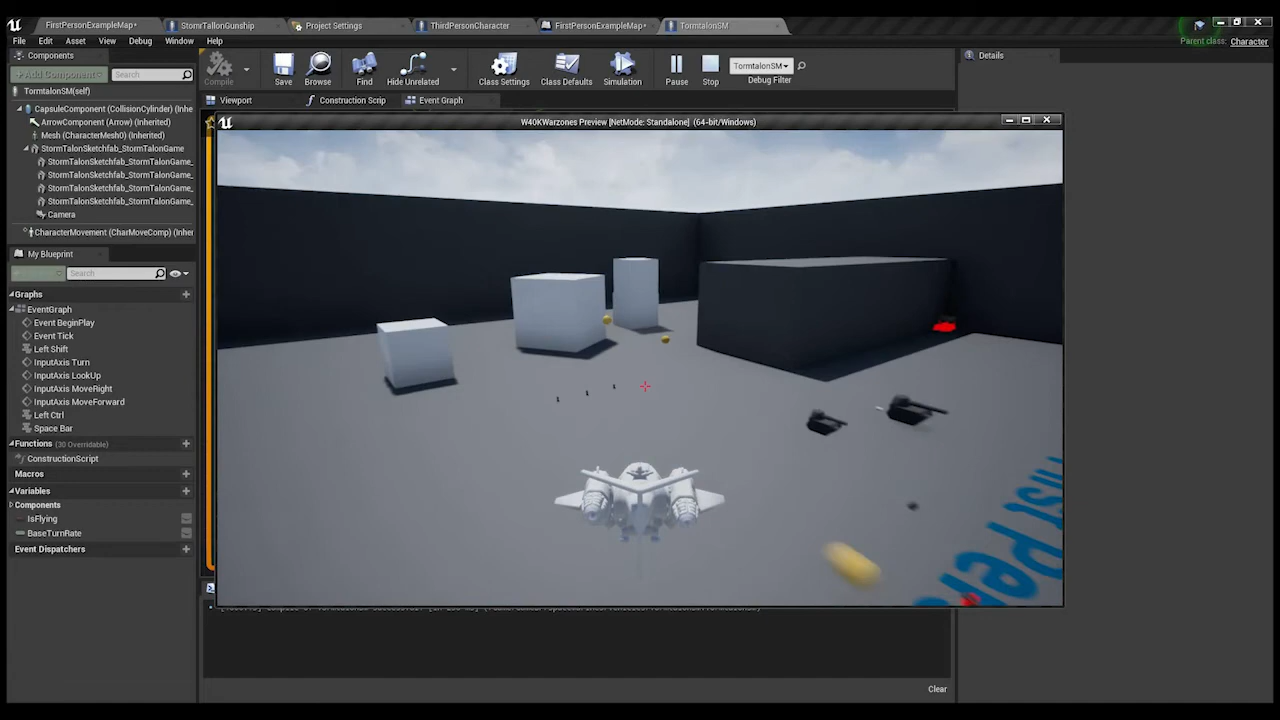 FirstPersonExampleMap*
StomrTallonGunship
Project Settings
ThirdPersonCharacter
FirstPersonExampleMap*
TormtalonSM
File Edit Asset View Debug Window Help
Parent class: Character
Components
+Add Component
Search
TormtalonSM(self)
CapsuleComponent (CollisionCylinder) (Inhe
ArrowComponent (Arrow) (Inherited)
Mesh (CharacterMesh0) (Inherited)
StormTalonSketchfab_StormTalonGame
StormTalonSketchfab_StormTalonGame_
StormTalonSketchfab_StormTalonGame_
StormTalonSketchfab_StormTalonGame_
StormTalonSketchfab_StormTalonGame_
Camera
CharacterMovement (CharMoveComp) (Inher
My Blueprint
Search
Graphs
EventGraph
Event BeginPlay
Event Tick
Left Shift
InputAxis Turn
InputAxis LookUp
InputAxis MoveRight
InputAxis MoveForward
Left Ctrl
Space Bar
Functions (30 Overridable)
ConstructionScript
Macros
Variables
Components
IsFlying
BaseTurnRate
Event Dispatchers
Compile
Save
Browse
Find
Hide Unrelated
Class Settings
Class Defaults
Simulation
Pause
Stop
TormtalonSM
Debug Filter
Viewport
Construction Scrip
Event Graph
W40KWarzones Preview [NetMode: Standalone] (64-bit/Windows)
Details
Clear